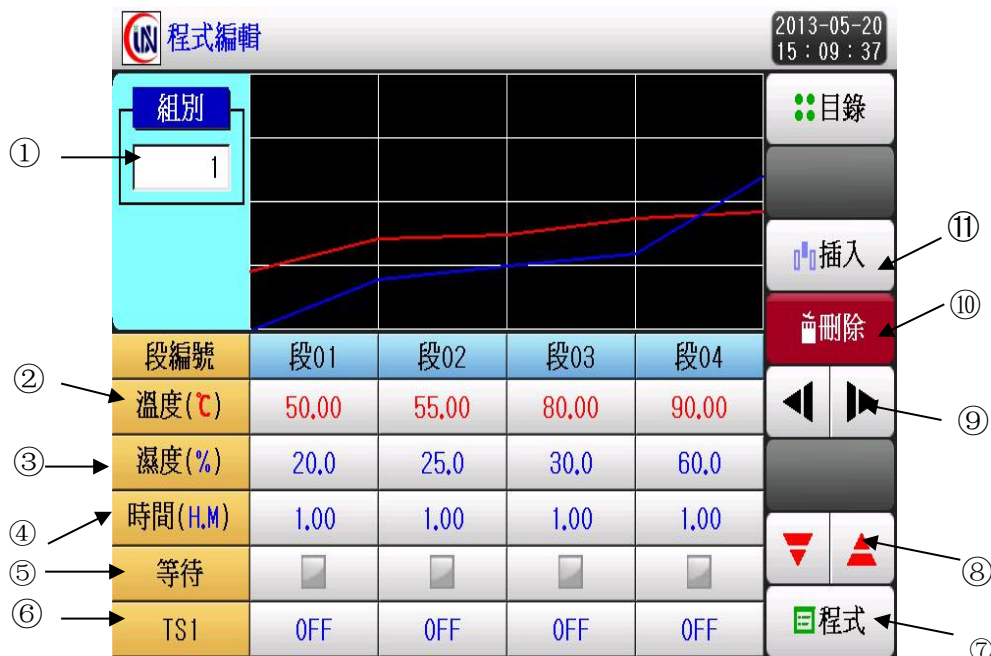 iN 程式編輯 2013-05-20
15:09:37
組別 目錄
① 1
插入 ⑪
刪除 ⑩
段編號 段01 段02 段03 段04
② 溫度(℃) 50.00 55.00 80.00 90.00 ⑨
③ 濕度(%) 20.0 25.0 30.0 60.0
④ 時間(H.M) 1.00 1.00 1.00 1.00
⑤ 等待 ⑧
⑥ TS1 OFF OFF OFF OFF 程式
⑦